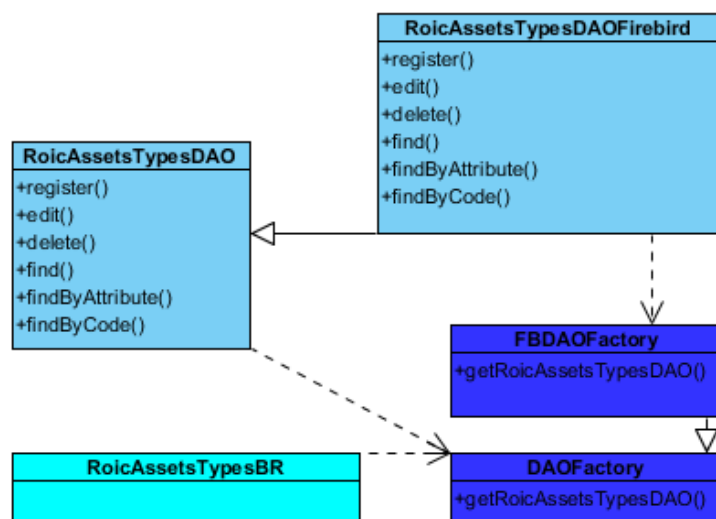 RoicAssetsTypesDAOFirebird
+register()
+edit()
+delete()
+find()
+findByAttribute()
+findByCode()
RoicAssetsTypesDAO
+register()
+edit()
+delete()
+find()
+findByAttribute()
+findByCode()
FBDAOFactory
+getRoicAssetsTypesDAO()
RoicAssetsTypesBR
DAOFactory
+getRoicAssetsTypesDAO()